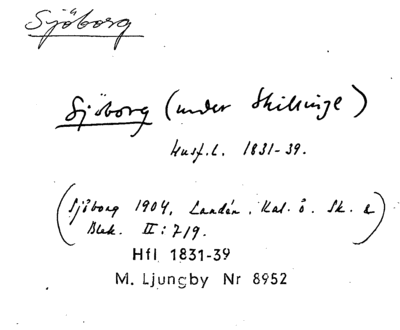 Sjöborg
Sjöborg (under Skillinge)
Husf.l. 1831-39.
(Sjöborg 1904, Landén, Kal. ö. Sk. &
Blek. II: 719.)
Hfl 1831-39
M. Ljungby Nr 8952